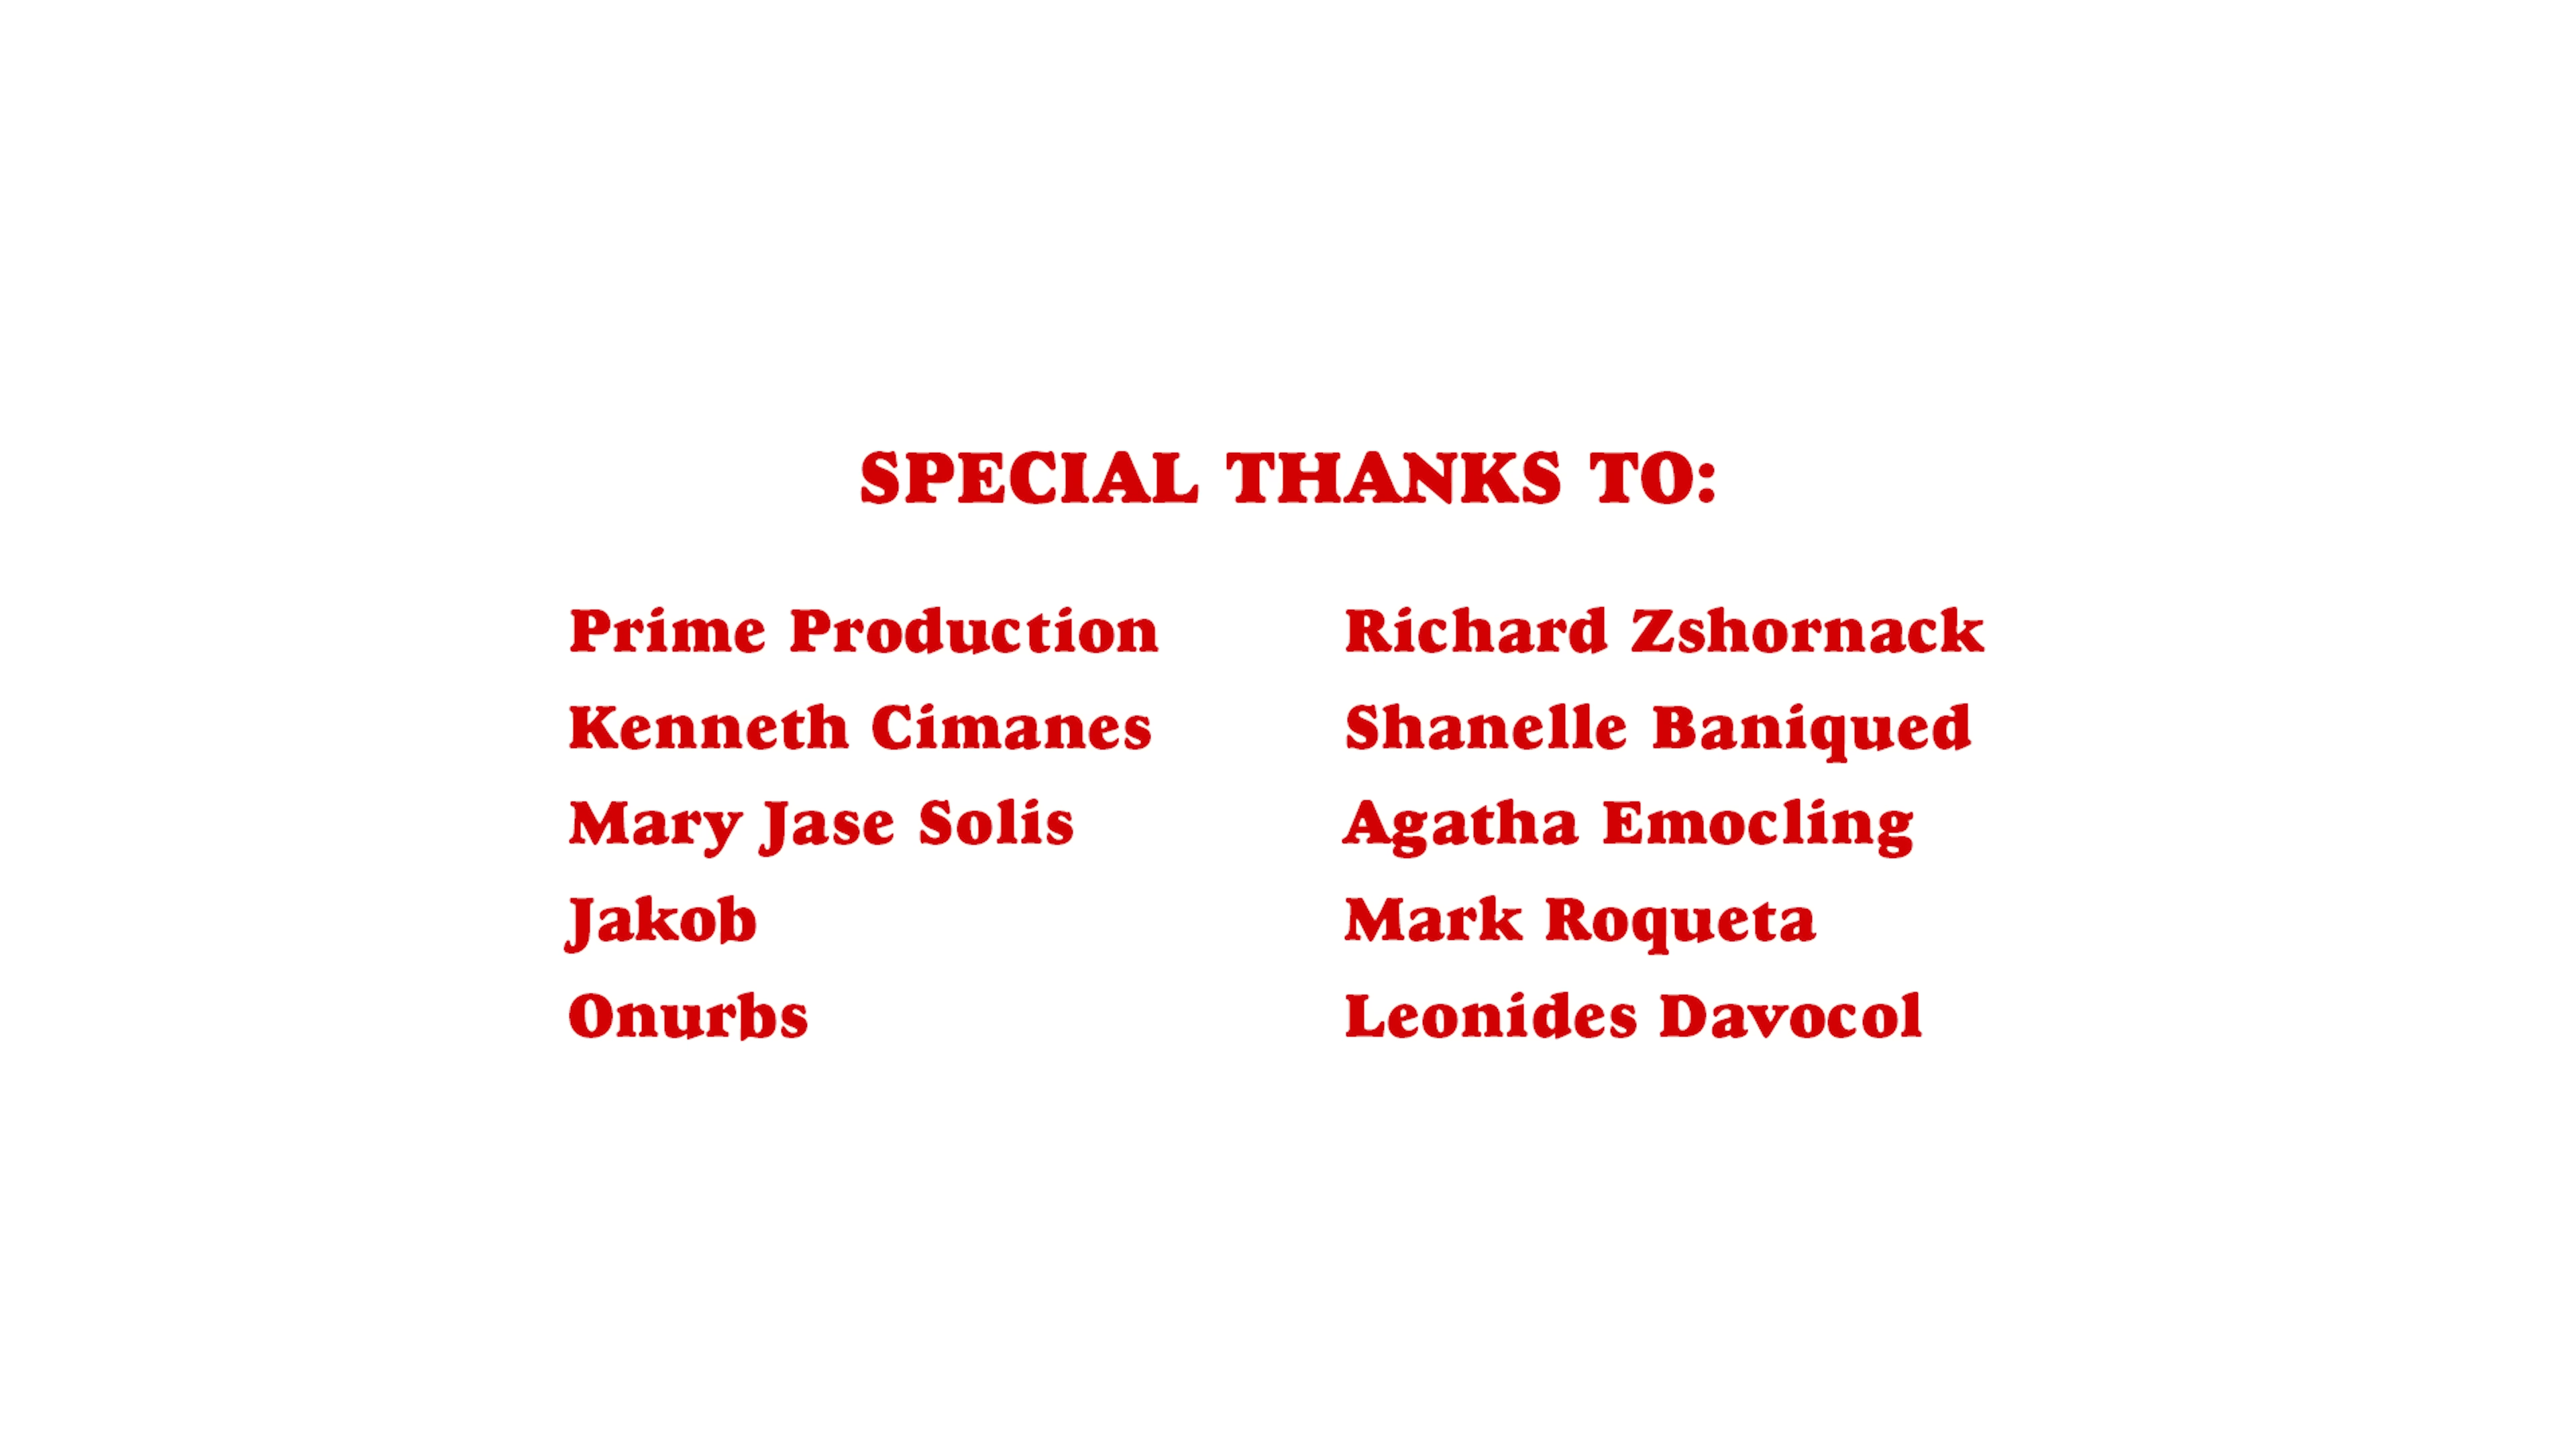 SPECIAL THANKS TO:
Prime Production
Kenneth Cimanes
Mary Jase Solis
Jakob
Onurbs
Richard Zshornack
Shanelle Baniqued
Agatha Emocling
Mark Roqueta
Leonides Davocol